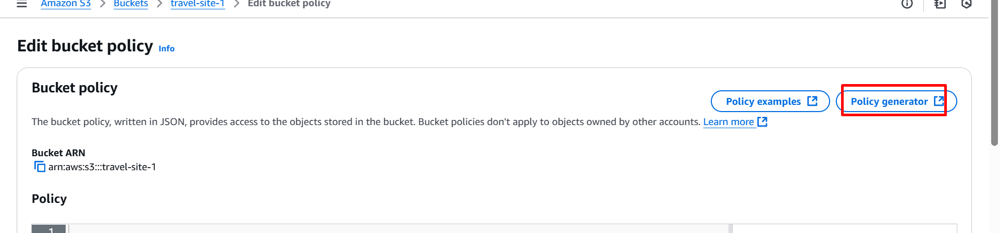 Amazon S3 > Buckets > travel-site-1 > Edit bucket policy
Edit bucket policy Info
Bucket policy
Policy examples
Policy generator
The bucket policy, written in JSON, provides access to the objects stored in the bucket. Bucket policies don't apply to objects owned by other accounts. Learn more
Bucket ARN
arn:aws:s3:::travel-site-1
Policy
1